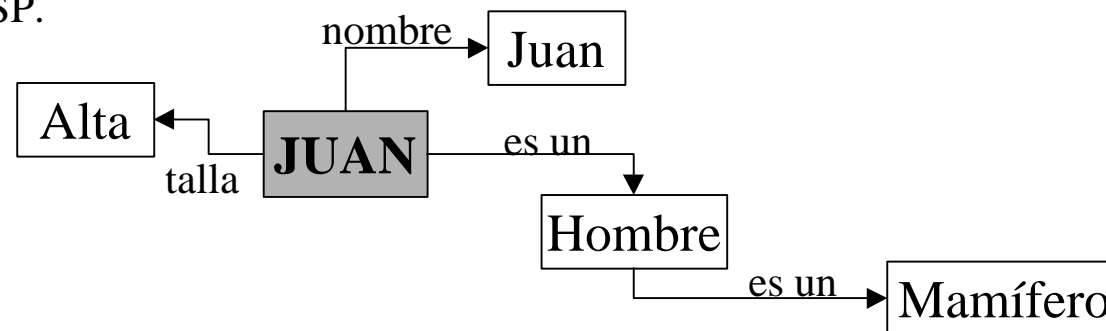 SP.
nombre
Juan
Alta
JUAN
es un
talla
Hombre
es un
Mamífero